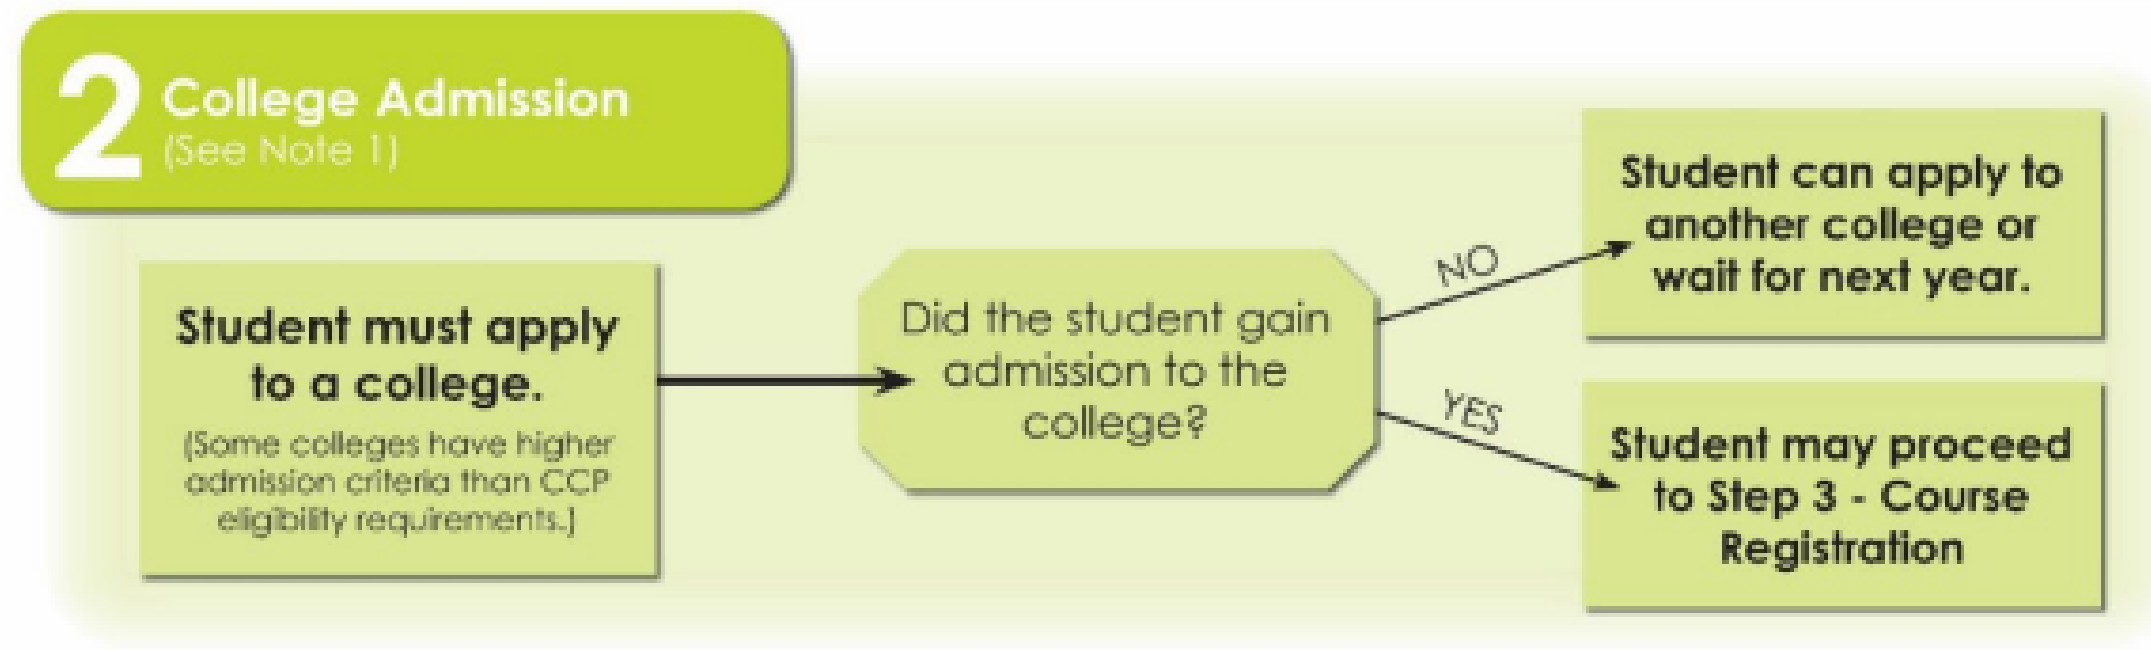 2 College Admission
(See Note 1)
Student must apply
to a college.
(Some colleges have higher
admission criteria than CCP
eligibility requirements.)
Did the student gain
admission to the
college?
NO
Student can apply to
another college or
wait for next year.
YES
Student may proceed
to Step 3 - Course
Registration